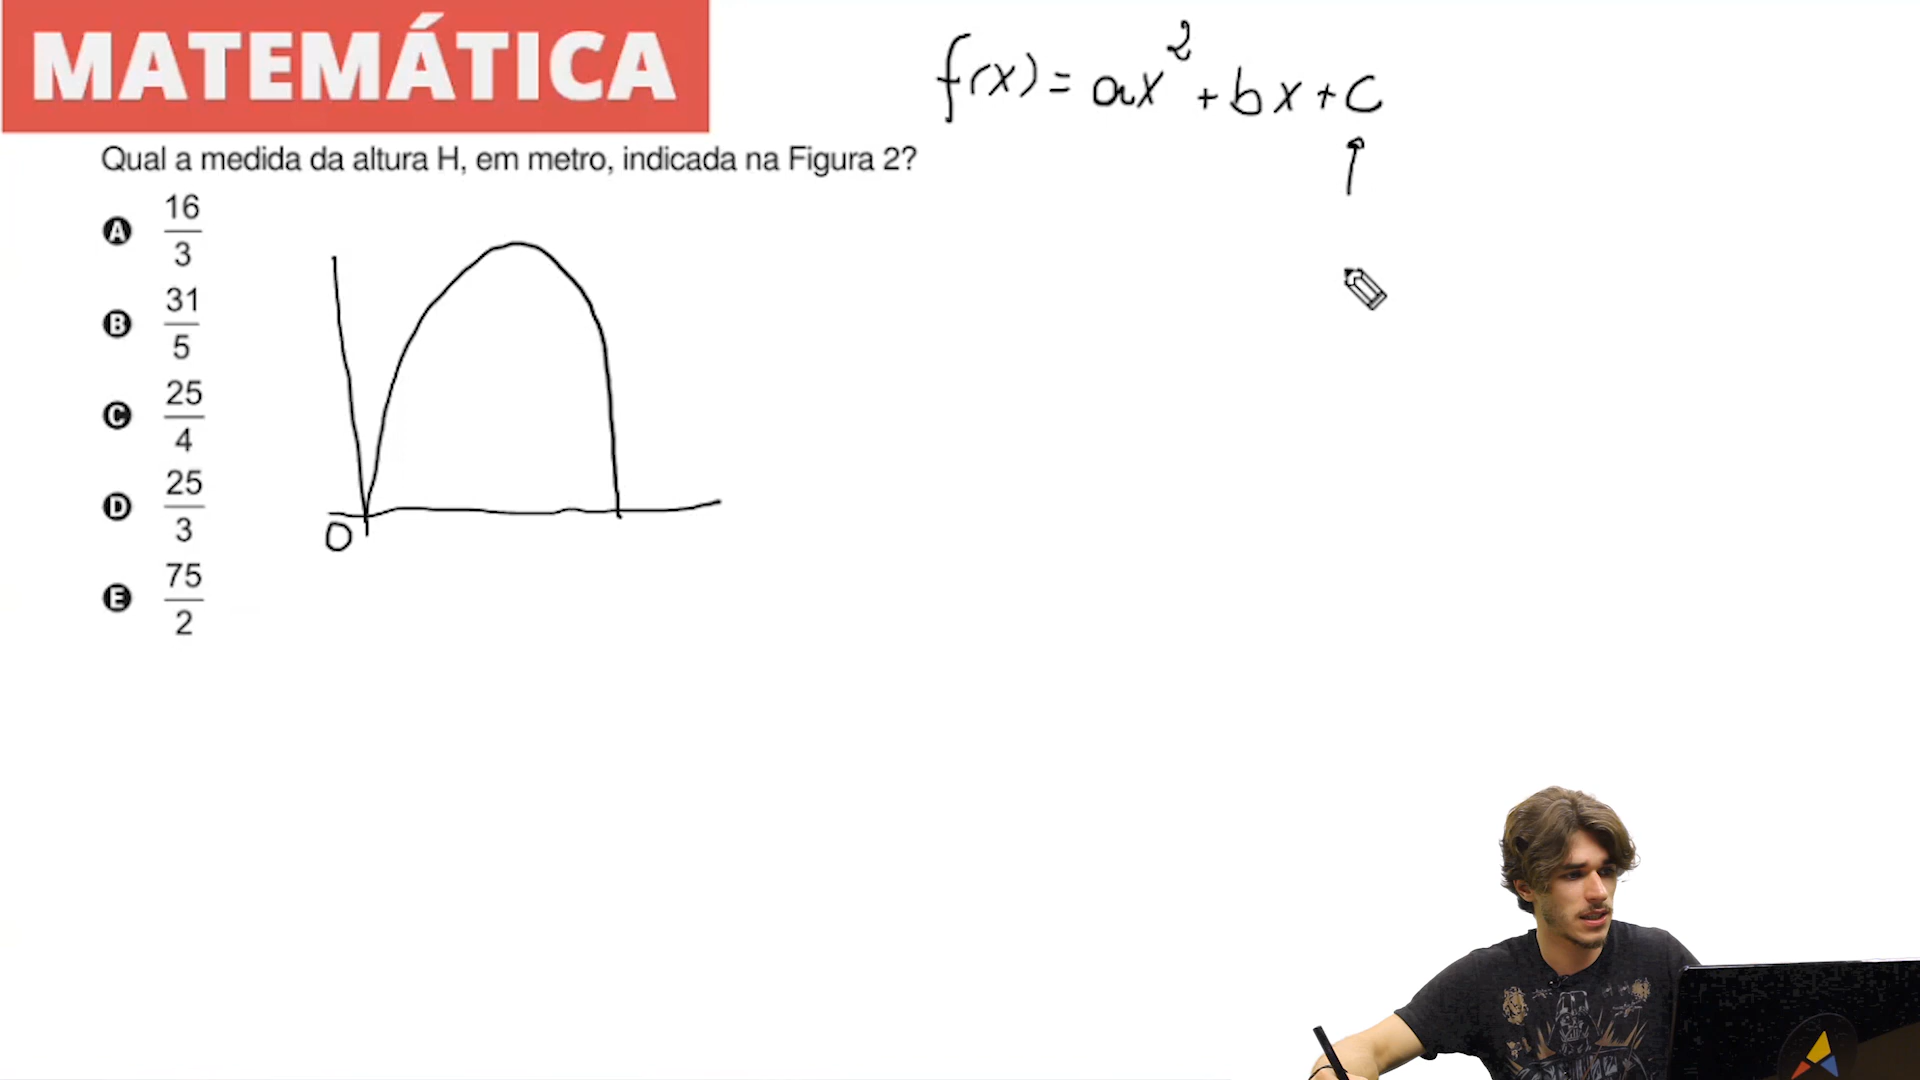 MATEMÁTICA
f(x) = ax² + bx + c
Qual a medida da altura H, em metro, indicada na Figura 2?
A 16/3
B 31/5
C 25/4
D 25/3
E 75/2
0